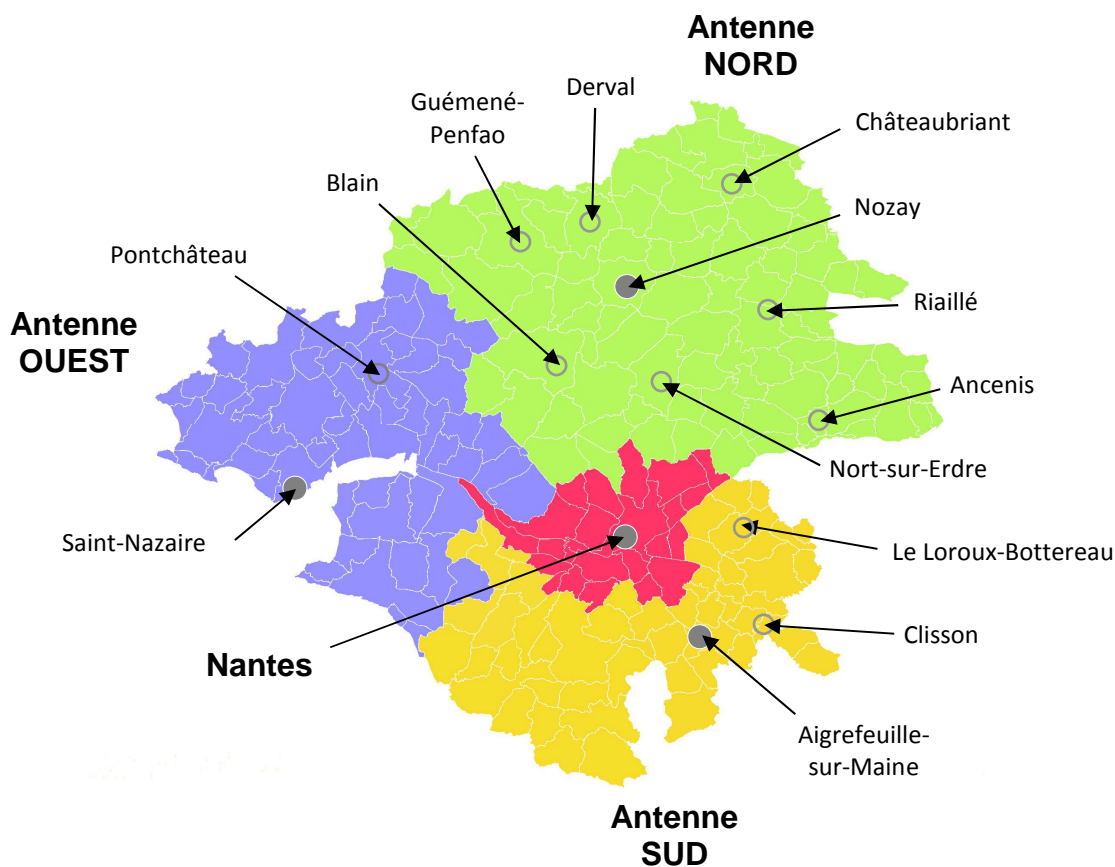 Antenne
NORD
Derval
Guémené-
Penfao
Châteaubriant
Blain
Nozay
Pontchâteau
Riaillé
Antenne
OUEST
Ancenis
Nort-sur-Erdre
Saint-Nazaire
Le Loroux-Bottereau
Clisson
Nantes
Aigrefeuille-
sur-Maine
Antenne
SUD